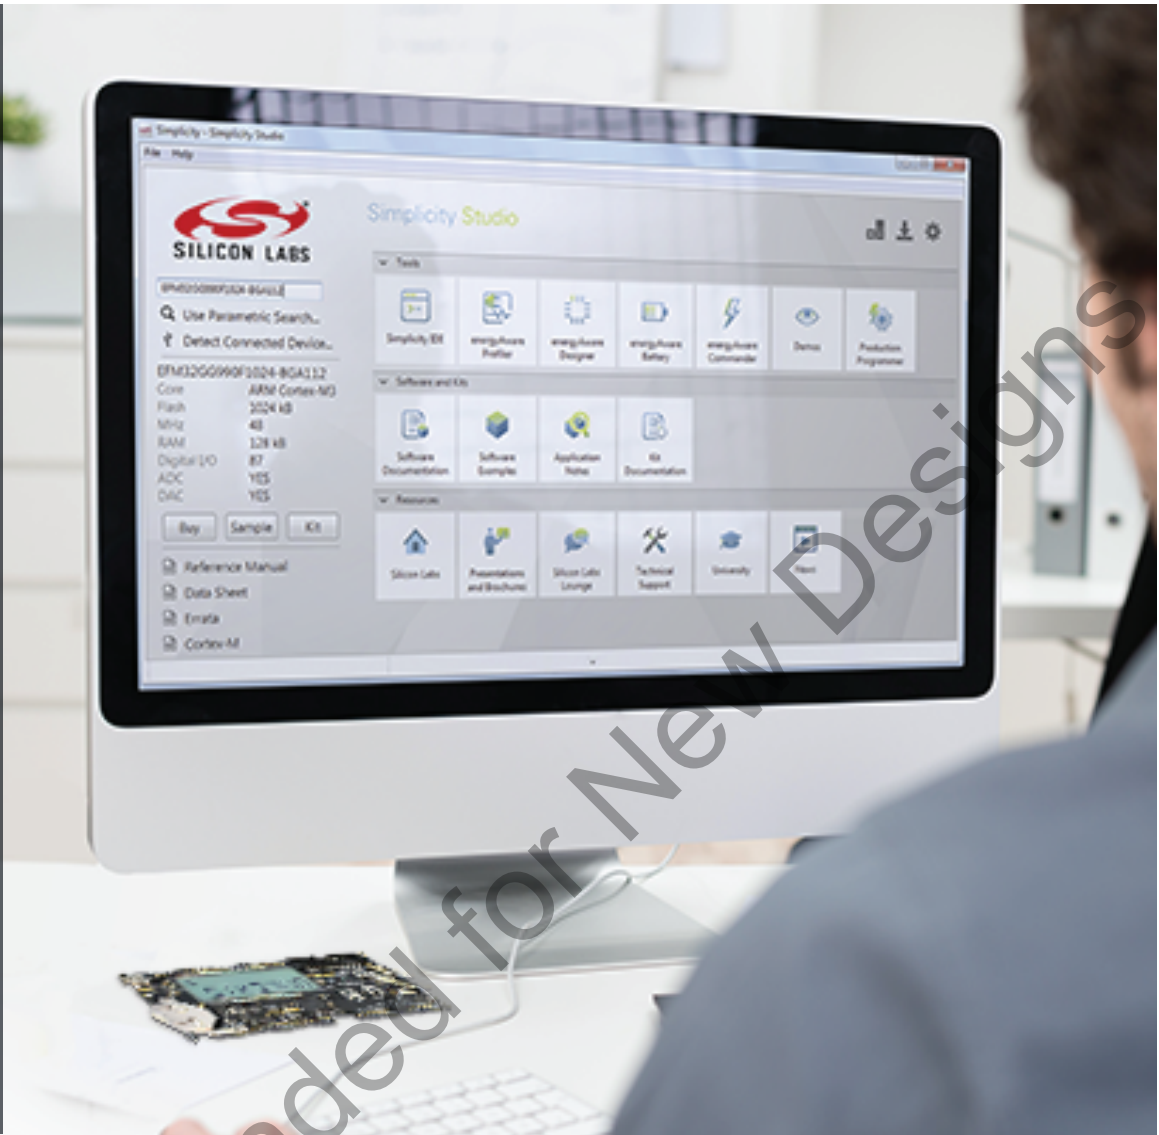 Simplicity - Simplicity Studio
File Help
SILICON LABS
Simplicity Studio
Tools
EFM32GG990F1024-BGA112
Use Parametric Search...
Detect Connected Device...
Simplicity IDE
energyAware Profiler
energyAware Designer
energyAware Battery
energyAware Commander
Demos
Production Programmer
EFM32GG990F1024-BGA112
Core ARM Cortex-M3
Flash 1024 kB
MHz 48
RAM 128 kB
Digital I/O 87
ADC YES
DAC YES
Software and Kits
Software Documentation
Software Examples
Application Notes
Kit Documentation
Buy Sample Kit
Resources
Silicon Labs
Presentations and Brochures
Silicon Labs Lounge
Technical Support
University
Reference Manual
Data Sheet
Errata
Cortex-M
ded for New Designs